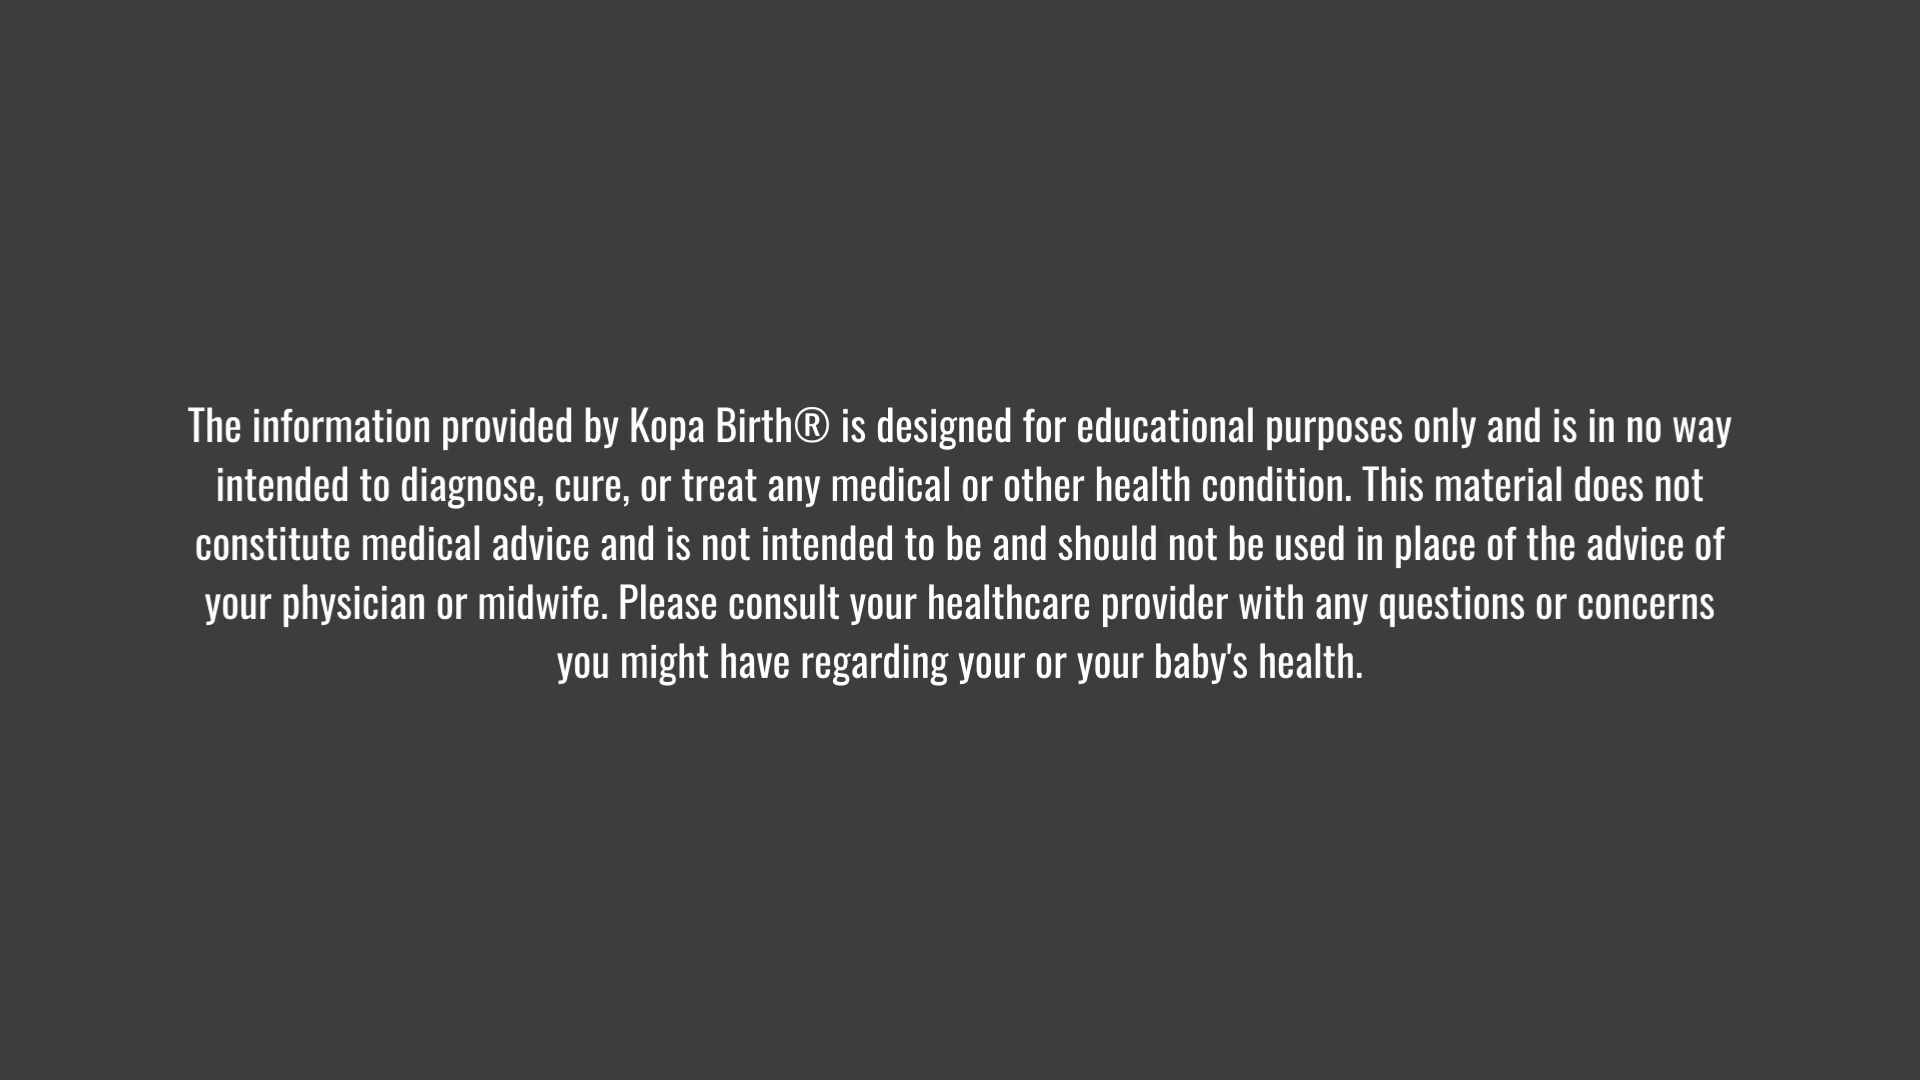 The information provided by Kopa Birth® is designed for educational purposes only and is in no way
intended to diagnose, cure, or treat any medical or other health condition. This material does not
constitute medical advice and is not intended to be and should not be used in place of the advice of
your physician or midwife. Please consult your healthcare provider with any questions or concerns
you might have regarding your or your baby's health.